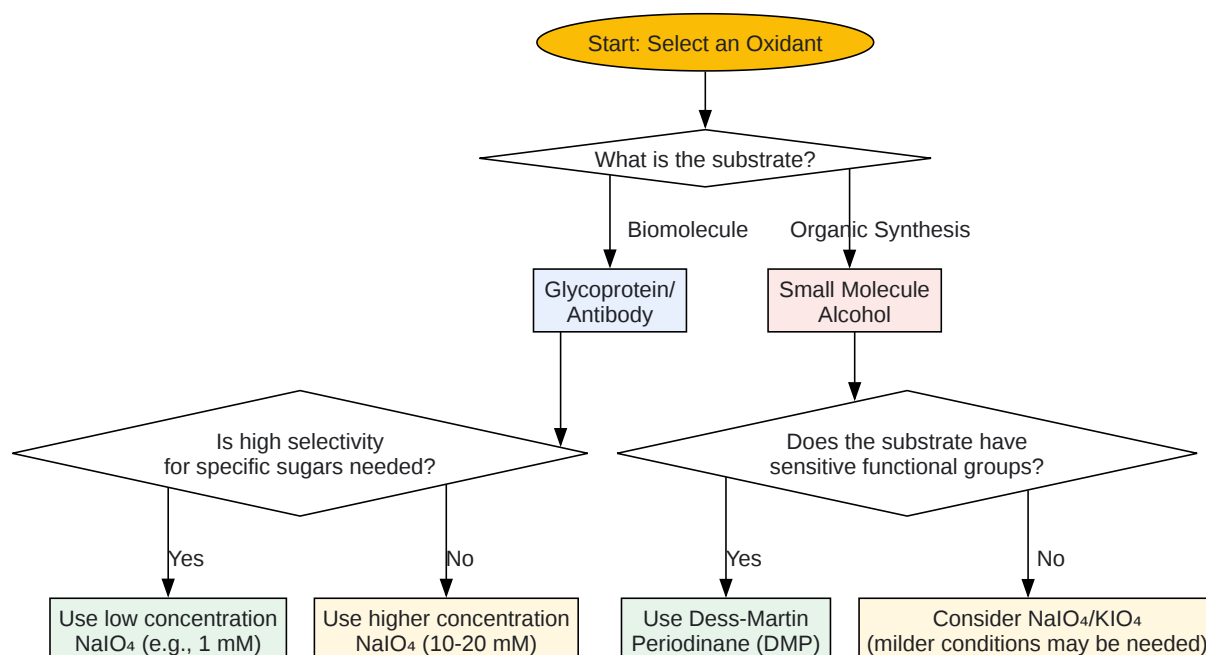 Start: Select an Oxidant
What is the substrate?
Biomolecule
Organic Synthesis
Glycoprotein/
Antibody
Small Molecule
Alcohol
Is high selectivity
for specific sugars needed?
Does the substrate have
sensitive functional groups?
Yes
No
Yes
No
Use low concentration
NaIO₄ (e.g., 1 mM)
Use higher concentration
NaIO₄ (10-20 mM)
Use Dess-Martin
Periodinane (DMP)
Consider NaIO₄/KIO₄
(milder conditions may be needed)